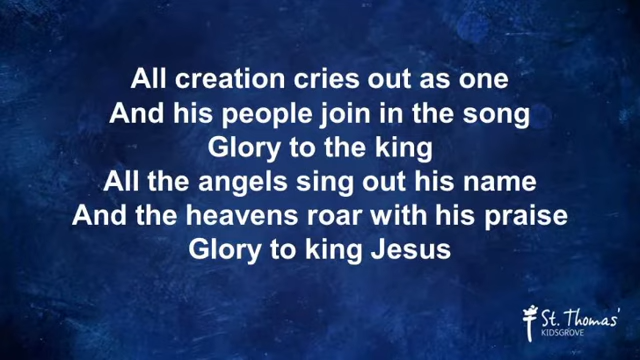 All creation cries out as one
And his people join in the song
Glory to the king
All the angels sing out his name
And the heavens roar with his praise
Glory to king Jesus
St. Thomas'
KIDSGROVE